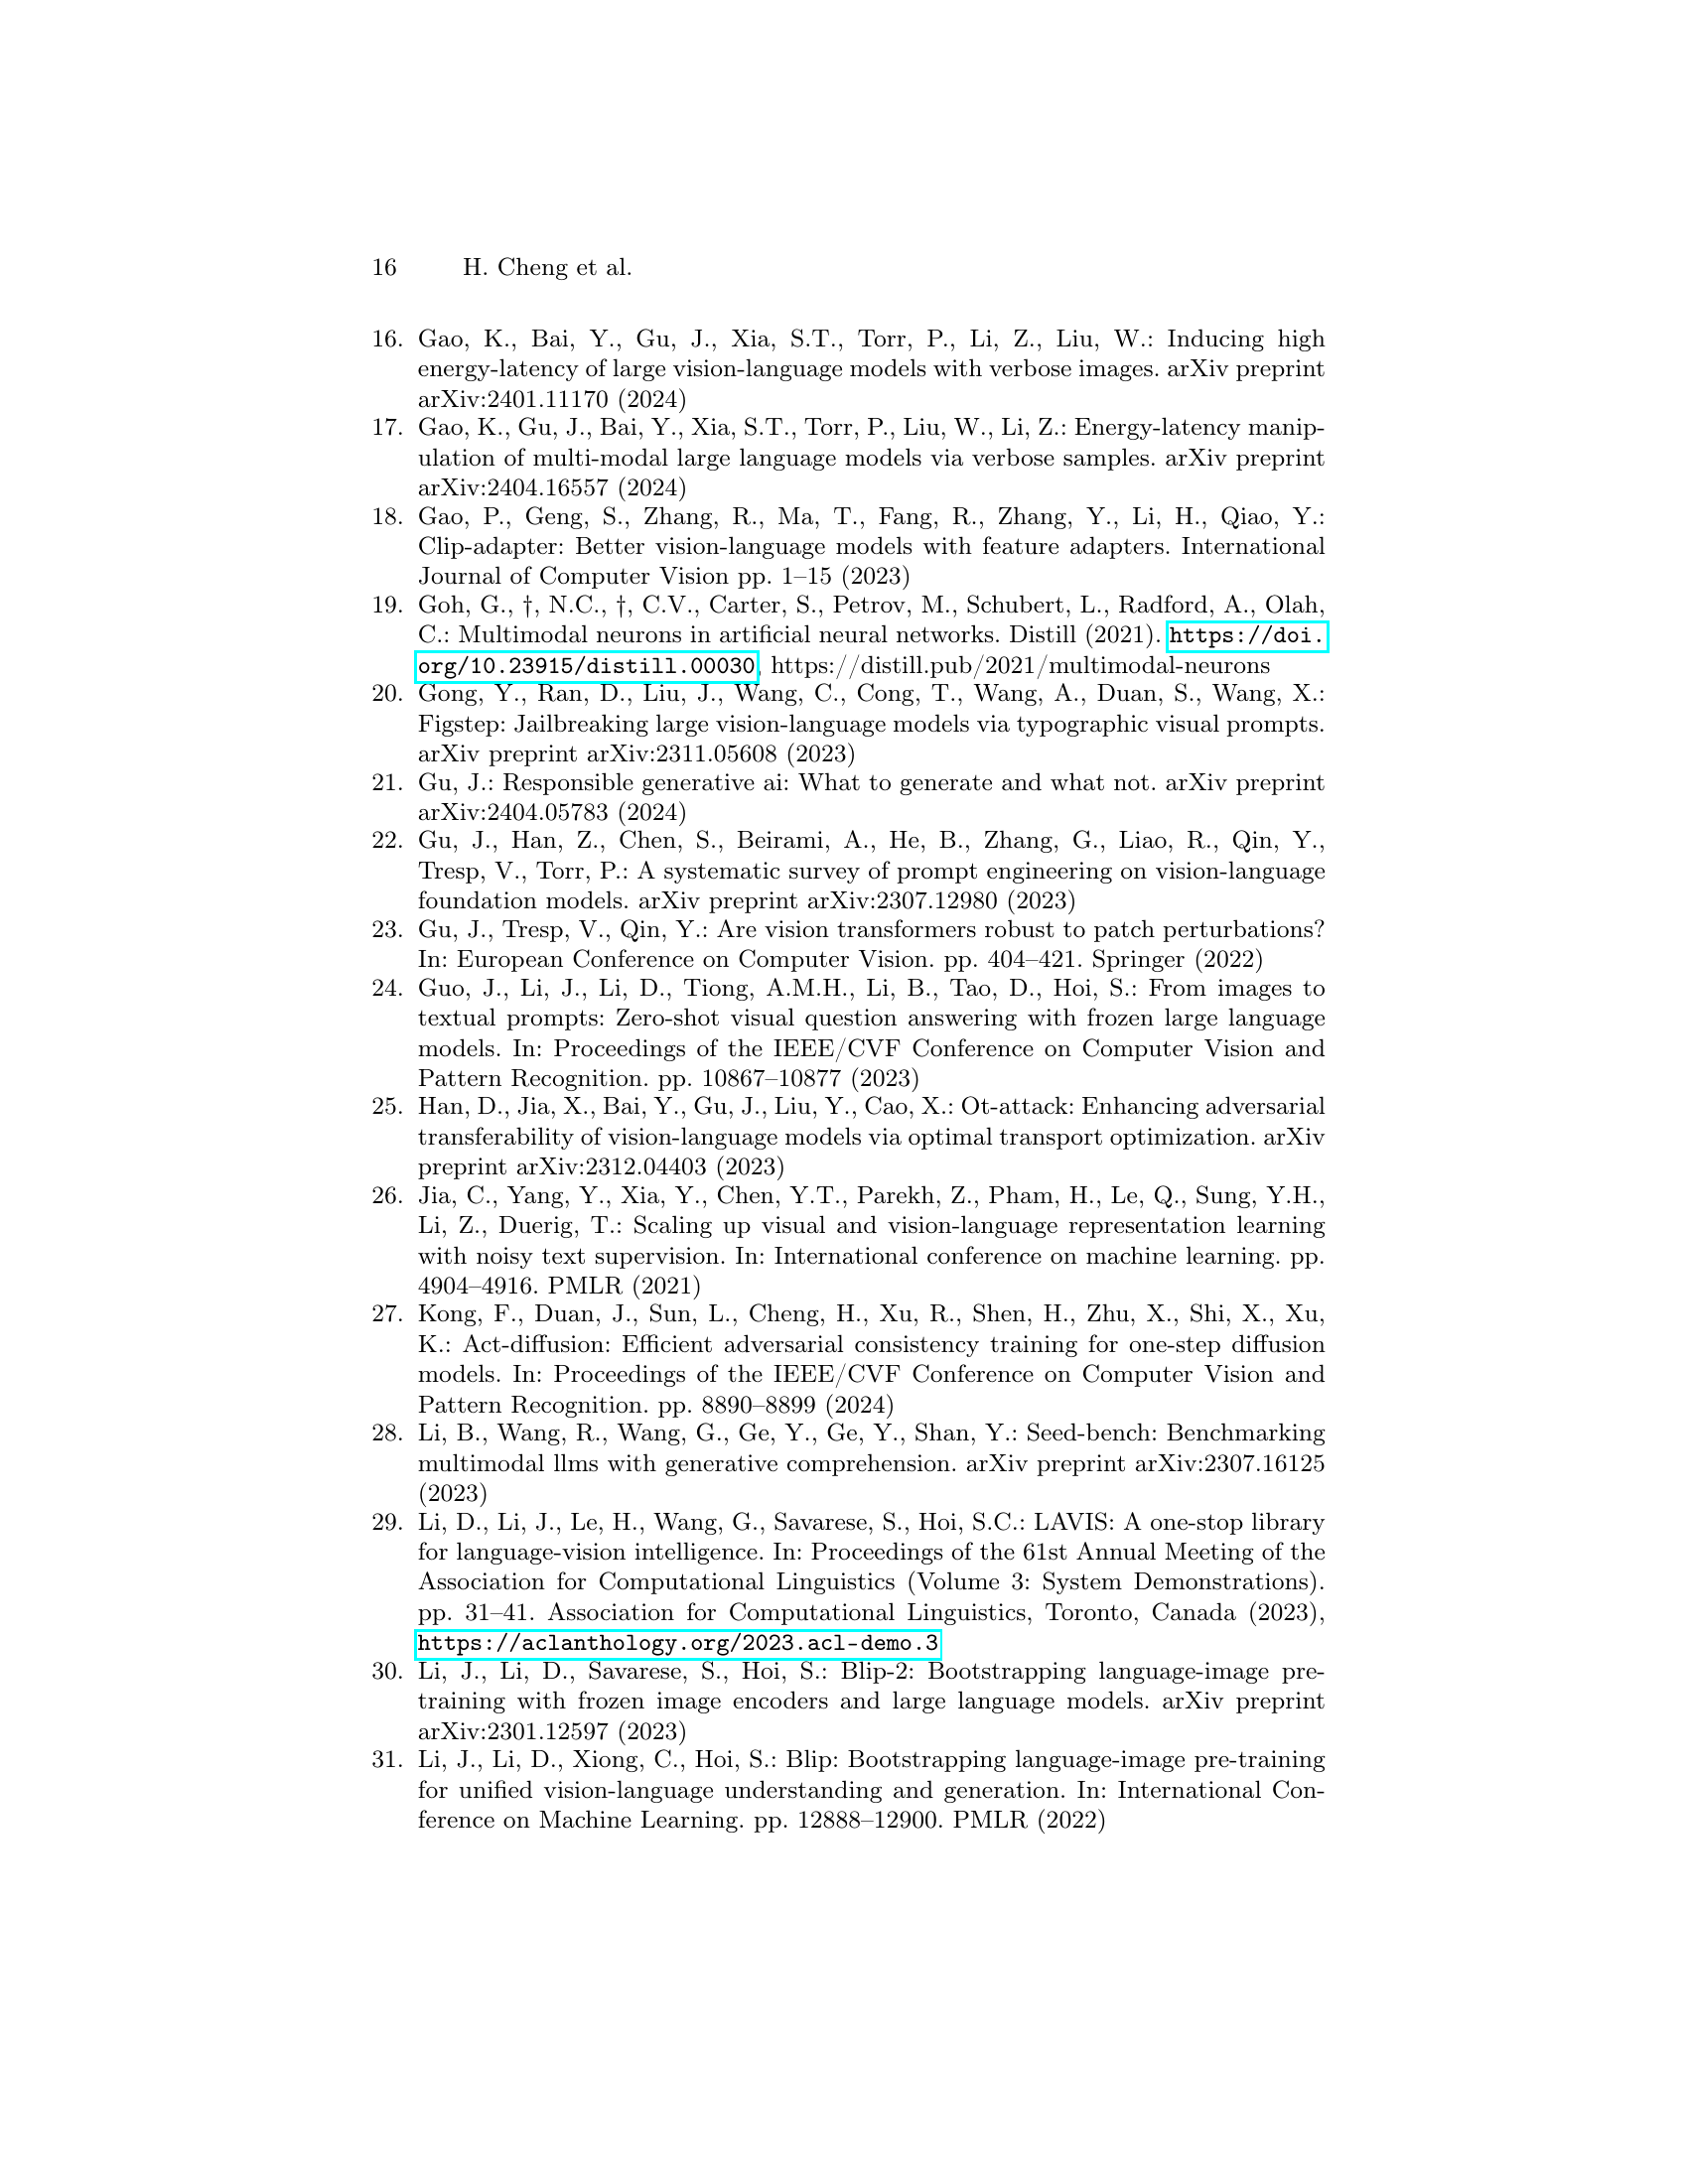 16 H. Cheng et al.
16. Gao, K., Bai, Y., Gu, J., Xia, S.T., Torr, P., Li, Z., Liu, W.: Inducing high
energy-latency of large vision-language models with verbose images. arXiv preprint
arXiv:2401.11170 (2024)
17. Gao, K., Gu, J., Bai, Y., Xia, S.T., Torr, P., Liu, W., Li, Z.: Energy-latency manip-
ulation of multi-modal large language models via verbose samples. arXiv preprint
arXiv:2404.16557 (2024)
18. Gao, P., Geng, S., Zhang, R., Ma, T., Fang, R., Zhang, Y., Li, H., Qiao, Y.:
Clip-adapter: Better vision-language models with feature adapters. International
Journal of Computer Vision pp. 1–15 (2023)
19. Goh, G., †, N.C., †, C.V., Carter, S., Petrov, M., Schubert, L., Radford, A., Olah,
C.: Multimodal neurons in artificial neural networks. Distill (2021). https://doi.
org/10.23915/distill.00030, https://distill.pub/2021/multimodal-neurons
20. Gong, Y., Ran, D., Liu, J., Wang, C., Cong, T., Wang, A., Duan, S., Wang, X.:
Figstep: Jailbreaking large vision-language models via typographic visual prompts.
arXiv preprint arXiv:2311.05608 (2023)
21. Gu, J.: Responsible generative ai: What to generate and what not. arXiv preprint
arXiv:2404.05783 (2024)
22. Gu, J., Han, Z., Chen, S., Beirami, A., He, B., Zhang, G., Liao, R., Qin, Y.,
Tresp, V., Torr, P.: A systematic survey of prompt engineering on vision-language
foundation models. arXiv preprint arXiv:2307.12980 (2023)
23. Gu, J., Tresp, V., Qin, Y.: Are vision transformers robust to patch perturbations?
In: European Conference on Computer Vision. pp. 404–421. Springer (2022)
24. Guo, J., Li, J., Li, D., Tiong, A.M.H., Li, B., Tao, D., Hoi, S.: From images to
textual prompts: Zero-shot visual question answering with frozen large language
models. In: Proceedings of the IEEE/CVF Conference on Computer Vision and
Pattern Recognition. pp. 10867–10877 (2023)
25. Han, D., Jia, X., Bai, Y., Gu, J., Liu, Y., Cao, X.: Ot-attack: Enhancing adversarial
transferability of vision-language models via optimal transport optimization. arXiv
preprint arXiv:2312.04403 (2023)
26. Jia, C., Yang, Y., Xia, Y., Chen, Y.T., Parekh, Z., Pham, H., Le, Q., Sung, Y.H.,
Li, Z., Duerig, T.: Scaling up visual and vision-language representation learning
with noisy text supervision. In: International conference on machine learning. pp.
4904–4916. PMLR (2021)
27. Kong, F., Duan, J., Sun, L., Cheng, H., Xu, R., Shen, H., Zhu, X., Shi, X., Xu,
K.: Act-diffusion: Efficient adversarial consistency training for one-step diffusion
models. In: Proceedings of the IEEE/CVF Conference on Computer Vision and
Pattern Recognition. pp. 8890–8899 (2024)
28. Li, B., Wang, R., Wang, G., Ge, Y., Ge, Y., Shan, Y.: Seed-bench: Benchmarking
multimodal llms with generative comprehension. arXiv preprint arXiv:2307.16125
(2023)
29. Li, D., Li, J., Le, H., Wang, G., Savarese, S., Hoi, S.C.: LAVIS: A one-stop library
for language-vision intelligence. In: Proceedings of the 61st Annual Meeting of the
Association for Computational Linguistics (Volume 3: System Demonstrations).
pp. 31–41. Association for Computational Linguistics, Toronto, Canada (2023),
https://aclanthology.org/2023.acl-demo.3
30. Li, J., Li, D., Savarese, S., Hoi, S.: Blip-2: Bootstrapping language-image pre-
training with frozen image encoders and large language models. arXiv preprint
arXiv:2301.12597 (2023)
31. Li, J., Li, D., Xiong, C., Hoi, S.: Blip: Bootstrapping language-image pre-training
for unified vision-language understanding and generation. In: International Con-
ference on Machine Learning. pp. 12888–12900. PMLR (2022)